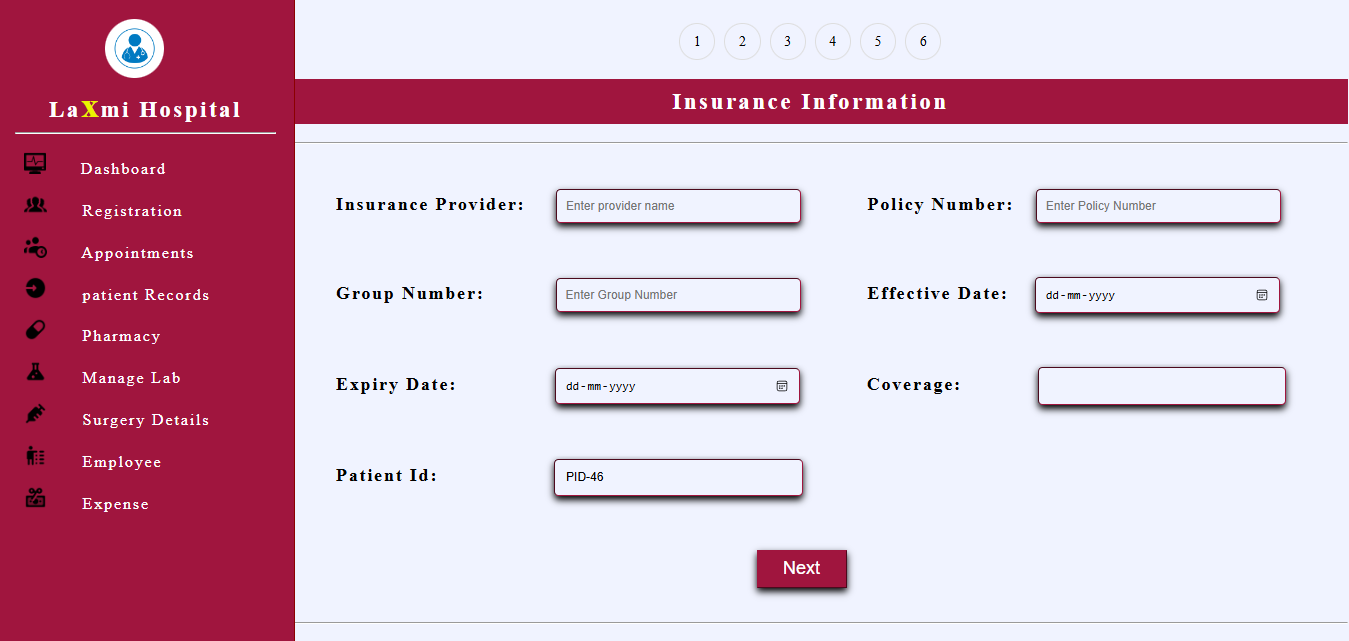 LaXmi Hospital
Dashboard
Registration
Appointments
patient Records
Pharmacy
Manage Lab
Surgery Details
Employee
Expense
1 2 3 4 5 6
Insurance Information
Insurance Provider: Enter provider name Policy Number: Enter Policy Number
Group Number: Enter Group Number Effective Date: dd-mm-yyyy
Expiry Date: dd-mm-yyyy Coverage:
Patient Id: PID-46
Next